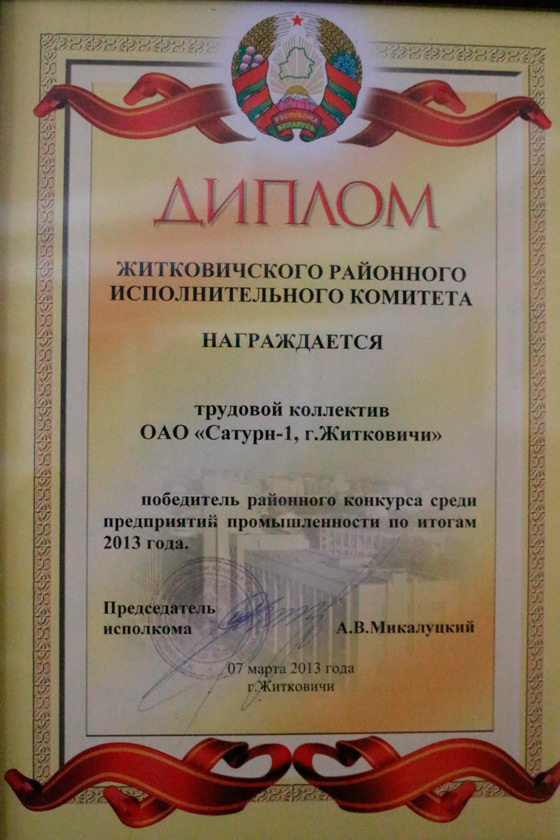 РЭСПУБЛІКА
БЕЛАРУСЬ
ДИПЛОМ
ЖИТКОВИЧСКОГО РАЙОННОГО
ИСПОЛНИТЕЛЬНОГО КОМИТЕТА
НАГРАЖДАЕТСЯ
трудовой коллектив
ОАО «Сатурн-1, г.Житковичи»
победитель районного конкурса среди
предприятий промышленности по итогам
2013 года.
Председатель
исполкома А.В.Микалуцкий
07 марта 2013 года
г.Житковичи